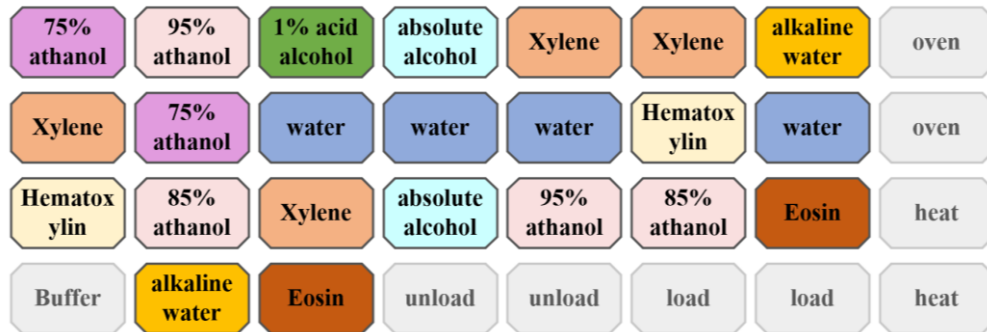 75% 95% 1% acid absolute Xylene Xylene alkaline oven
athanol athanol alcohol alcohol water
Xylene 75% water water water Hematox water oven
athanol ylin
Hematox 85% Xylene absolute 95% 85% Eosin heat
ylin athanol alcohol athanol athanol
Buffer alkaline Eosin unload unload load load heat
water